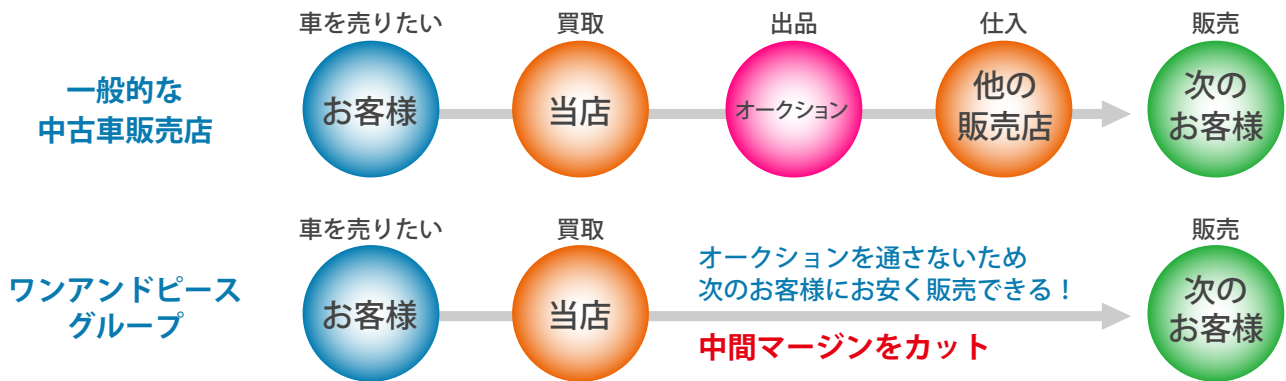 車を売りたい
買取
出品
仕入
販売
一般的な
中古車販売店
お客様
当店
オークション
他の
販売店
次の
お客様
車を売りたい
買取
販売
ワンアンドピース
グループ
お客様
当店
オークションを通さないため
次のお客様にお安く販売できる！
中間マージンをカット
次の
お客様